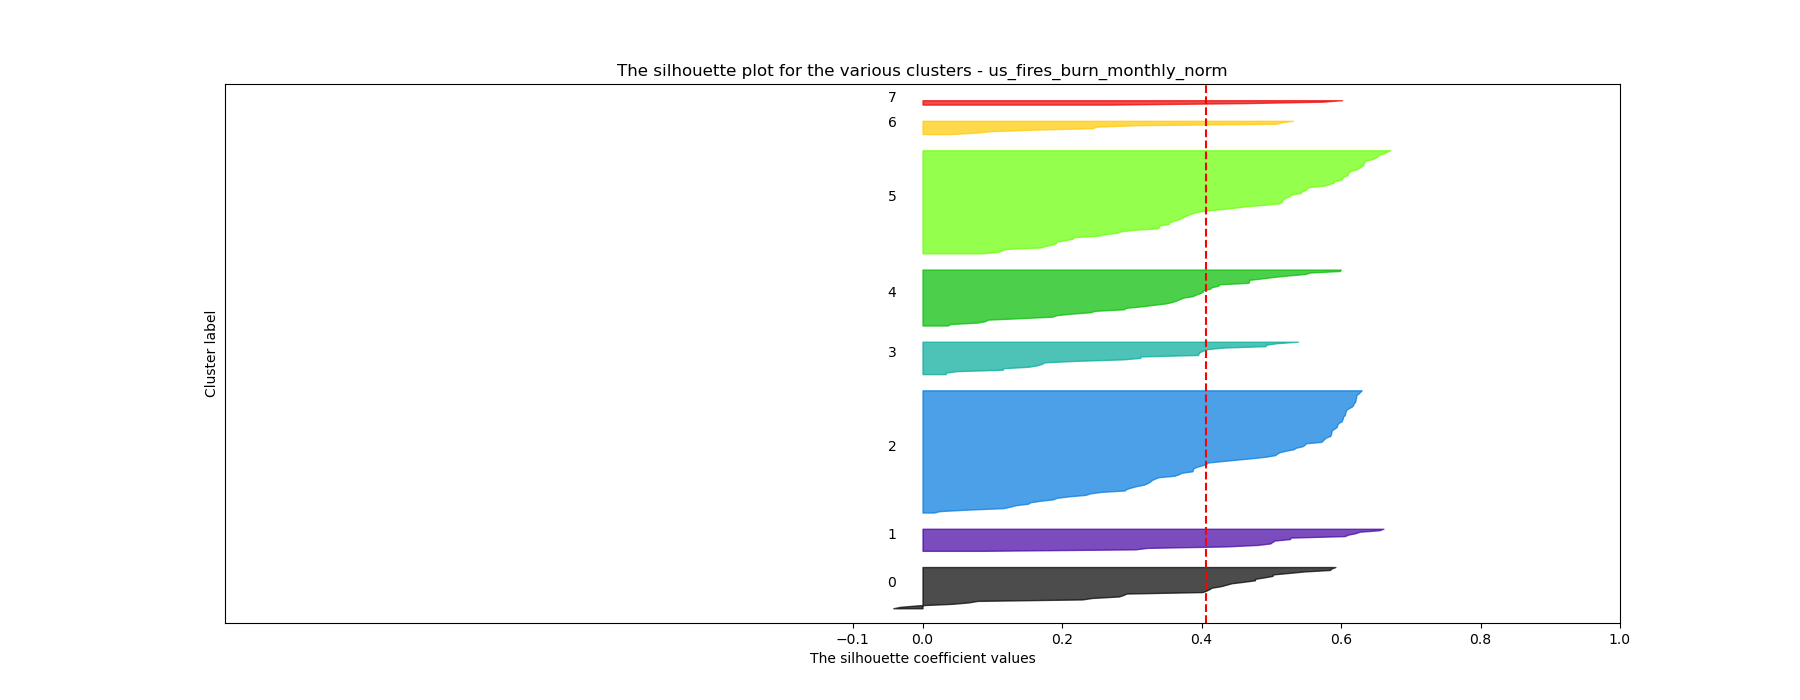 The silhouette plot for the various clusters - us_fires_burn_monthly_norm
7
6
5
4
3
2
1
0
Cluster label
−0.1 0.0 0.2 0.4 0.6 0.8 1.0
The silhouette coefficient values